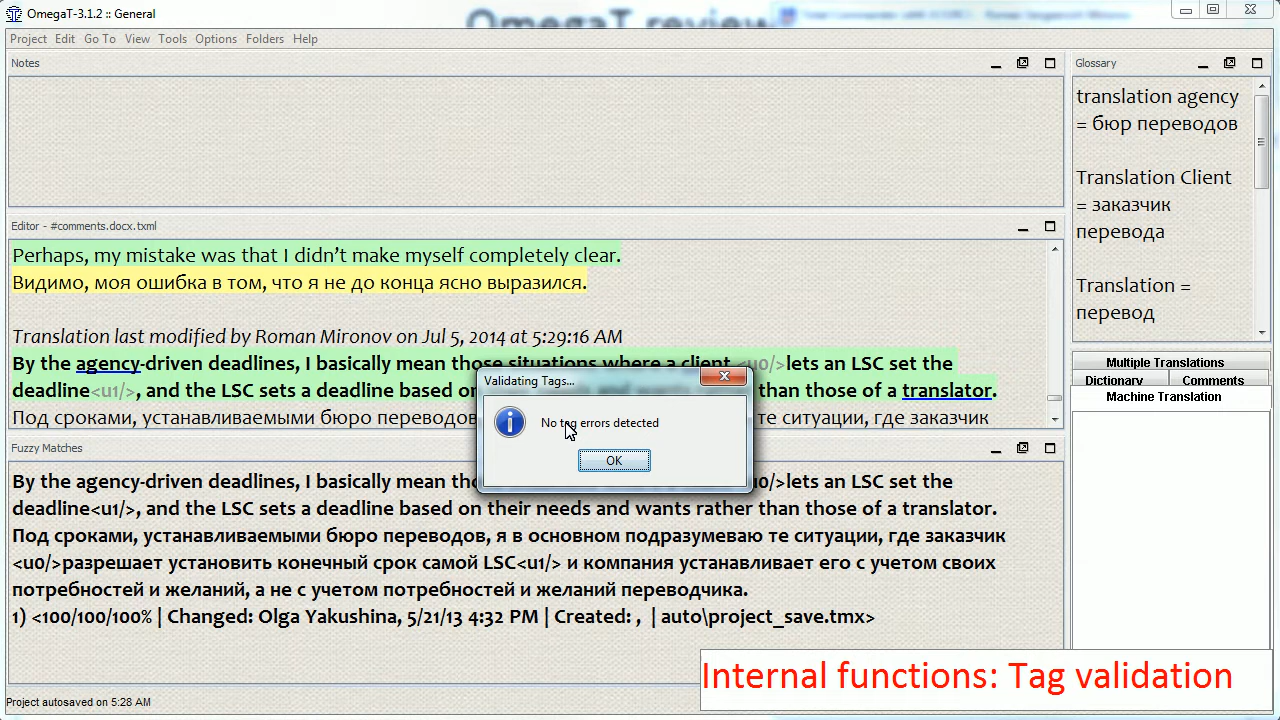 OmegaT-3.1.2 :: General
OmegaT review
Project Edit Go To View Tools Options Folders Help
Notes
Editor - #comments.docx.txml
Perhaps, my mistake was that I didn’t make myself completely clear.
Видимо, моя ошибка в том, что я не до конца ясно выразился.
Translation last modified by Roman Mironov on Jul 5, 2014 at 5:29:16 AM
By the agency-driven deadlines, I basically mean those situations where a client <u0/>lets an LSC set the
deadline<u1/>, and the LSC sets a deadline based on than those of a translator.
Под сроками, устанавливаемыми бюро переводов те ситуации, где заказчик
Validating Tags...
No tag errors detected
OK
Fuzzy Matches
By the agency-driven deadlines, I basically mean u0/>lets an LSC set the
deadline<u1/>, and the LSC sets a deadline based on their needs and wants rather than those of a translator.
Под сроками, устанавливаемыми бюро переводов, я в основном подразумеваю те ситуации, где заказчик
<u0/>разрешает установить конечный срок самой LSC<u1/> и компания устанавливает его с учетом своих
потребностей и желаний, а не с учетом потребностей и желаний переводчика.
1) <100/100/100% | Changed: Olga Yakushina, 5/21/13 4:32 PM | Created: , | auto\project_save.tmx>
Glossary
translation agency
= бюр переводов
Translation Client
= заказчик
перевода
Translation =
перевод
Multiple Translations
Dictionary Comments
Machine Translation
Internal functions: Tag validation
Project autosaved on 5:28 AM